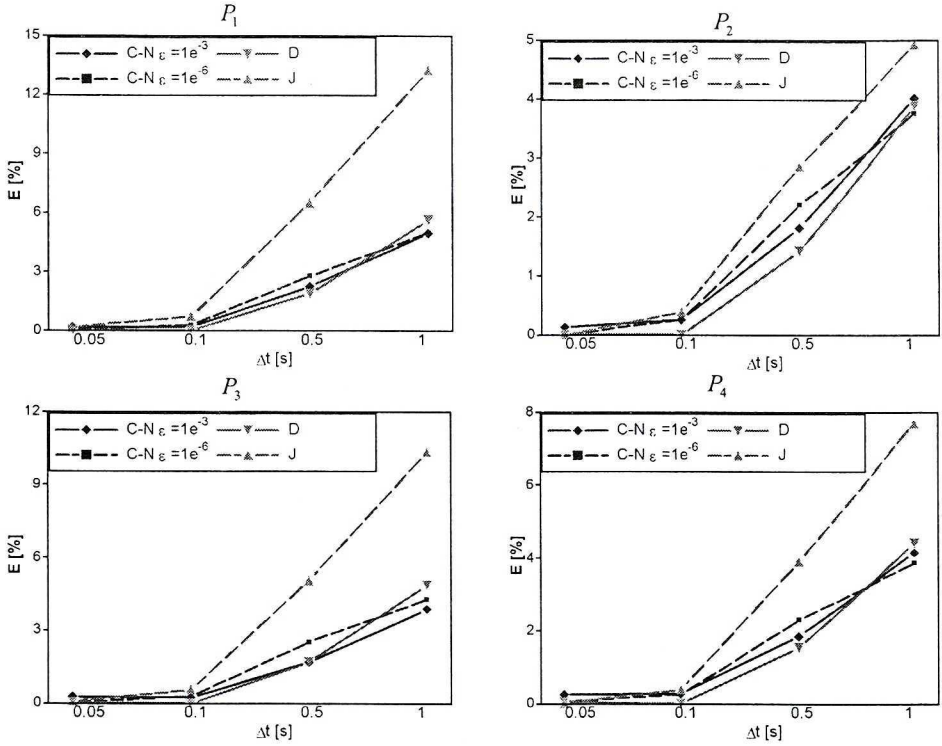 P₁
C-N ε =1e⁻³
D
C-N ε =1e⁻⁶
J
15
12
9
6
3
0
E [%]
0.05 0.1 0.5 1
Δt [s]
P₂
C-N ε =1e⁻³
D
C-N ε =1e⁻⁶
J
5
4
3
2
1
0
E [%]
0.05 0.1 0.5 1
Δt [s]
P₃
C-N ε =1e⁻³
D
C-N ε =1e⁻⁶
J
12
9
6
3
0
E [%]
0.05 0.1 0.5 1
Δt [s]
P₄
C-N ε =1e⁻³
D
C-N ε =1e⁻⁶
J
8
6
4
2
0
E [%]
0.05 0.1 0.5 1
Δt [s]